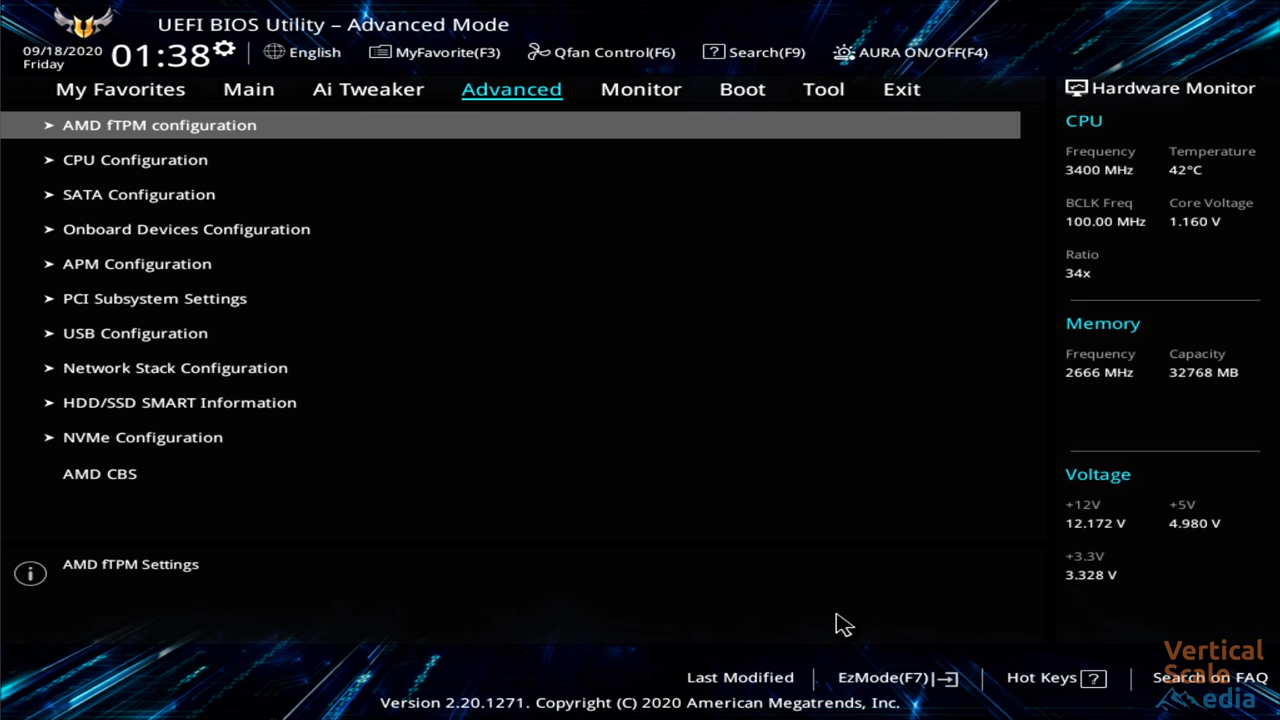 UEFI BIOS Utility – Advanced Mode
09/18/2020
Friday
01:38
English
MyFavorite(F3)
Qfan Control(F6)
? Search(F9)
AURA ON/OFF(F4)
My Favorites Main Ai Tweaker Advanced Monitor Boot Tool Exit
AMD fTPM configuration
CPU Configuration
SATA Configuration
Onboard Devices Configuration
APM Configuration
PCI Subsystem Settings
USB Configuration
Network Stack Configuration
HDD/SSD SMART Information
NVMe Configuration
AMD CBS
i AMD fTPM Settings
Hardware Monitor
CPU
Frequency Temperature
3400 MHz 42°C
BCLK Freq Core Voltage
100.00 MHz 1.160 V
Ratio
34x
Memory
Frequency Capacity
2666 MHz 32768 MB
Voltage
+12V +5V
12.172 V 4.980 V
+3.3V
3.328 V
Last Modified EzMode(F7) Hot Keys ? Search on FAQ
Version 2.20.1271. Copyright (C) 2020 American Megatrends, Inc.
Vertical
Scale
Media